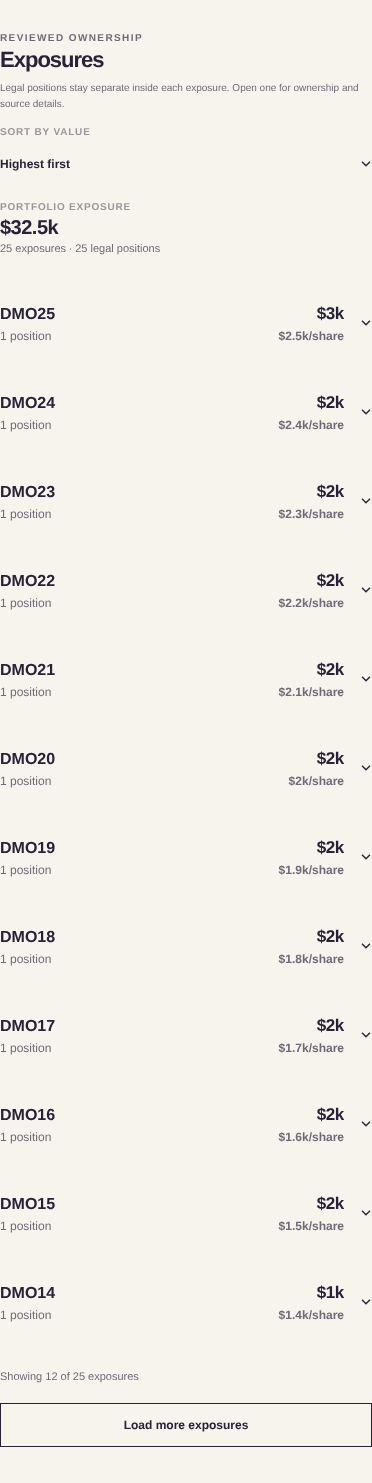 REVIEWED OWNERSHIP
Exposures
Legal positions stay separate inside each exposure. Open one for ownership and
source details.
SORT BY VALUE
Highest first
PORTFOLIO EXPOSURE
$32.5k
25 exposures · 25 legal positions
DMO25 $3k
1 position $2.5k/share
DMO24 $2k
1 position $2.4k/share
DMO23 $2k
1 position $2.3k/share
DMO22 $2k
1 position $2.2k/share
DMO21 $2k
1 position $2.1k/share
DMO20 $2k
1 position $2k/share
DMO19 $2k
1 position $1.9k/share
DMO18 $2k
1 position $1.8k/share
DMO17 $2k
1 position $1.7k/share
DMO16 $2k
1 position $1.6k/share
DMO15 $2k
1 position $1.5k/share
DMO14 $1k
1 position $1.4k/share
Showing 12 of 25 exposures
Load more exposures